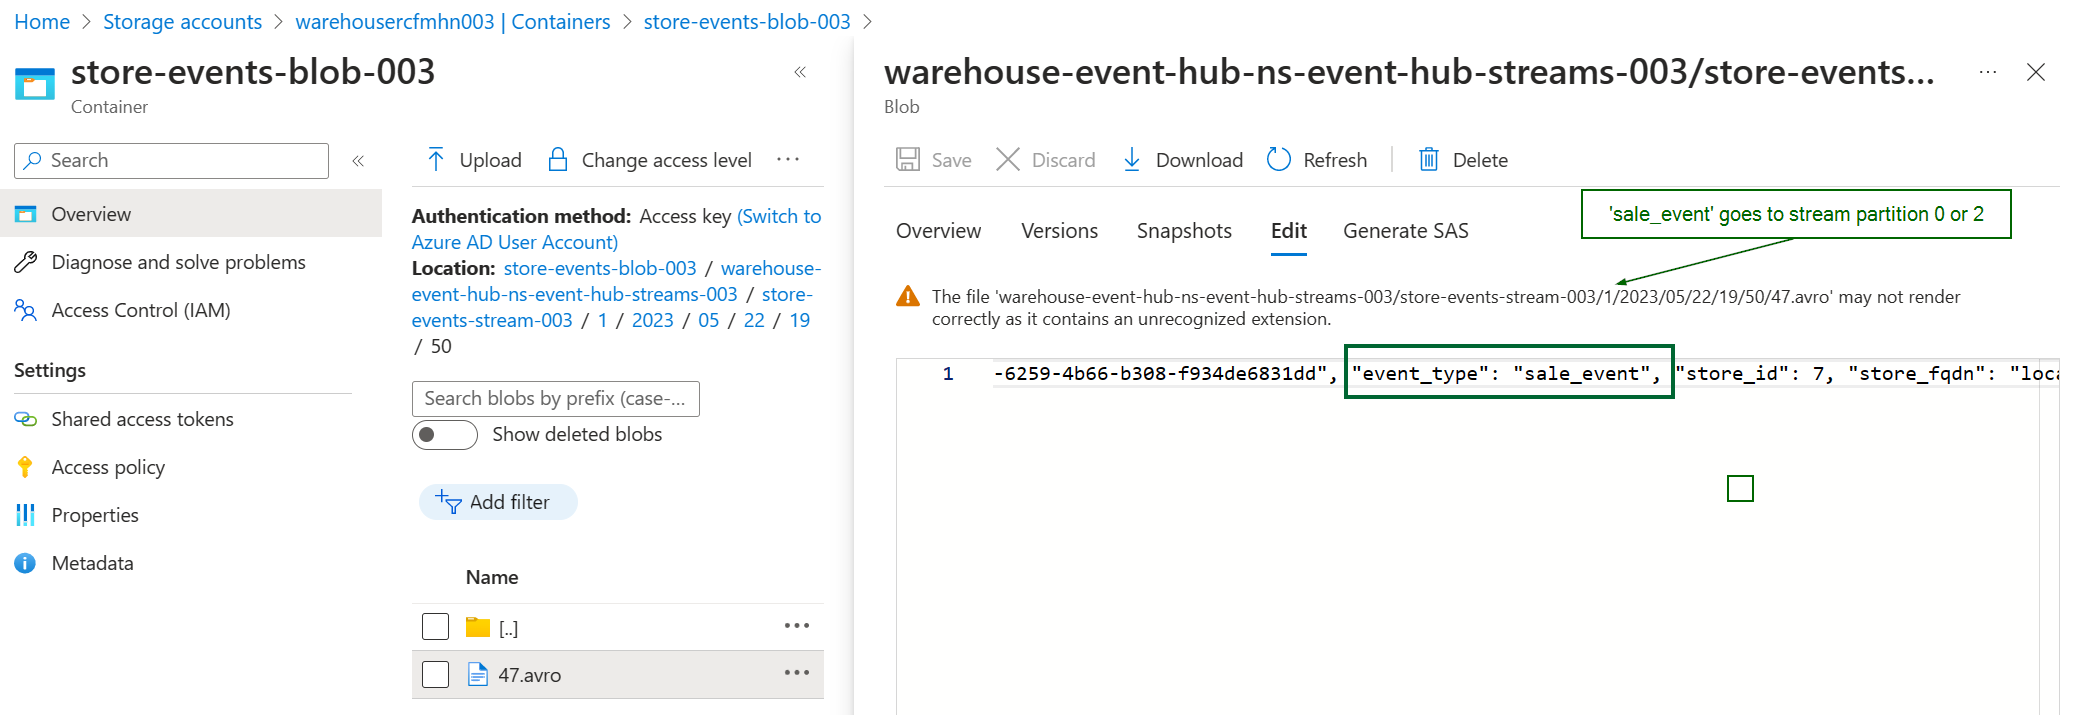 Home > Storage accounts > warehousercfmhn003 | Containers > store-events-blob-003 >
store-events-blob-003
Container
Search
Overview
Diagnose and solve problems
Access Control (IAM)
Settings
Shared access tokens
Access policy
Properties
Metadata
Upload Change access level ...
Authentication method: Access key (Switch to
Azure AD User Account)
Location: store-events-blob-003 / warehouse-
event-hub-ns-event-hub-streams-003 / store-
events-stream-003 / 1 / 2023 / 05 / 22 / 19
/ 50
Search blobs by prefix (case-...
Show deleted blobs
Add filter
Name
[..] ...
47.avro ...
warehouse-event-hub-ns-event-hub-streams-003/store-events... ...
Blob
Save Discard Download Refresh Delete
'sale_event' goes to stream partition 0 or 2
Overview Versions Snapshots Edit Generate SAS
The file 'warehouse-event-hub-ns-event-hub-streams-003/store-events-stream-003/1/2023/05/22/19/50/47.avro' may not render
correctly as it contains an unrecognized extension.
1 -6259-4b66-b308-f934de6831dd", "event_type": "sale_event", "store_id": 7, "store_fqdn": "loca